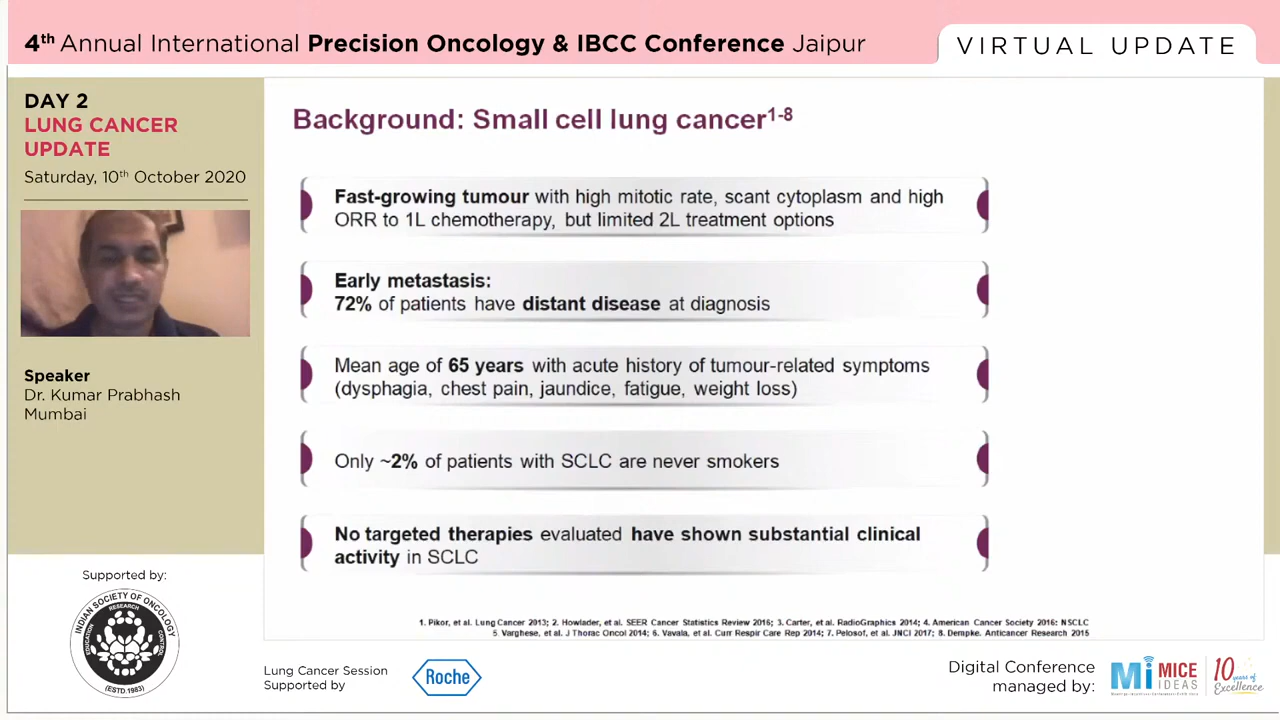 4th Annual International Precision Oncology & IBCC Conference Jaipur
VIRTUAL UPDATE
DAY 2
LUNG CANCER
UPDATE
Saturday, 10th October 2020
Speaker
Dr. Kumar Prabhash
Mumbai
Supported by:
INDIAN SOCIETY OF ONCOLOGY
EDUCATION
RESEARCH
CONTROL
(ESTD.1983)
Background: Small cell lung cancer1-8
Fast-growing tumour with high mitotic rate, scant cytoplasm and high
ORR to 1L chemotherapy, but limited 2L treatment options
Early metastasis:
72% of patients have distant disease at diagnosis
Mean age of 65 years with acute history of tumour-related symptoms
(dysphagia, chest pain, jaundice, fatigue, weight loss)
Only ~2% of patients with SCLC are never smokers
No targeted therapies evaluated have shown substantial clinical
activity in SCLC
1. Pikor, et al. Lung Cancer 2013; 2. Howlader, et al. SEER Cancer Statistics Review 2016; 3. Carter, et al. RadioGraphics 2014; 4. American Cancer Society 2016: NSCLC
5. Varghese, et al. J Thorac Oncol 2014; 6. Vavala, et al. Curr Respir Care Rep 2014; 7. Pelosof, et al. JNCI 2017; 8. Dempke. Anticancer Research 2015
Lung Cancer Session
Supported by
Roche
Digital Conference
managed by:
Mi MICE
IDEAS
10 years of
Excellence